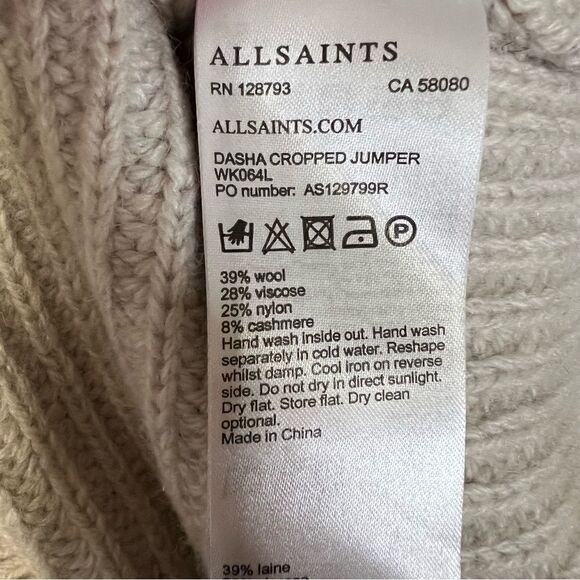 ALLSAINTS
RN 128793 CA 58080
ALLSAINTS.COM
DASHA CROPPED JUMPER
WK064L
PO number: AS129799R
P
39% wool
28% viscose
25% nylon
8% cashmere
Hand wash inside out. Hand wash
separately in cold water. Reshape
whilst damp. Cool iron on reverse
side. Do not dry in direct sunlight.
Dry flat. Store flat. Dry clean
optional.
Made in China
39% laine